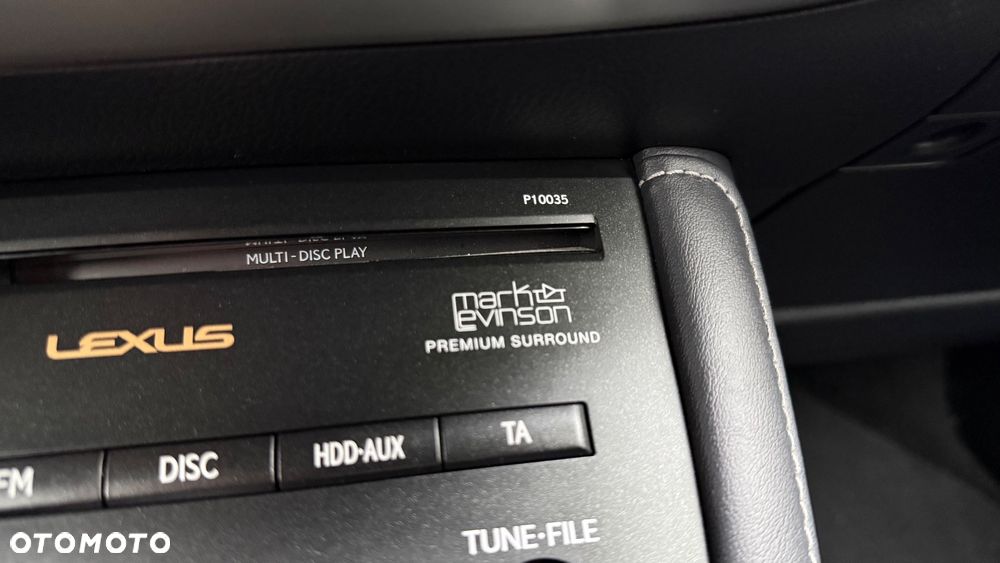 P10035
MULTI-DISC PLAY
LEXUS
mark
Levinson
PREMIUM SURROUND
FM
DISC
HDD•AUX
TA
TUNE•FILE
OTOMOTO